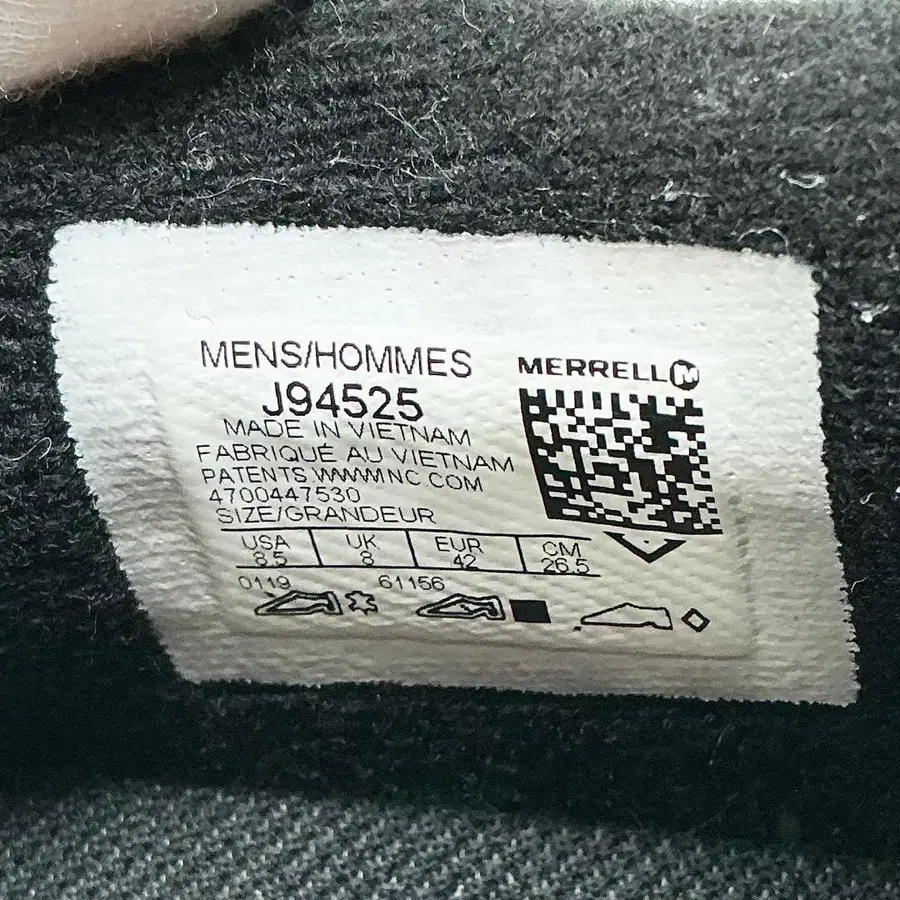 MENS/HOMMES
J94525
MADE IN VIETNAM
FABRIQUÉ AU VIETNAM
PATENTS WWWINC.COM
4700447530
SIZE/GRANDEUR
USA UK EUR CM
8.5 8 42 26.5
0119 61156
MERRELL M